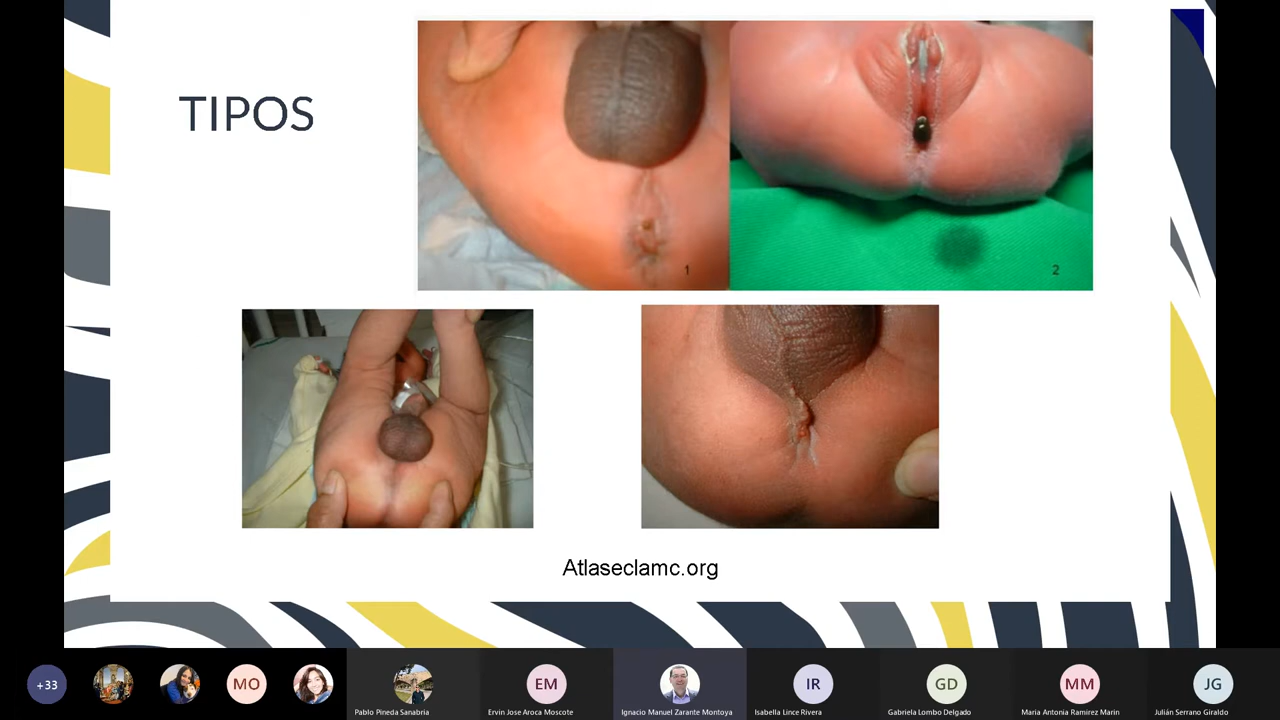 TIPOS
1
2
Atlaseclamc.org
+33
MO
EM
IR
GD
MM
JG
Pablo Pineda Sanabria
Ervin Jose Aroca Moscote
Ignacio Manuel Zarante Montoya
Isabella Lince Rivera
Gabriela Lombo Delgado
Maria Antonia Ramirez Marin
Julián Serrano Giraldo